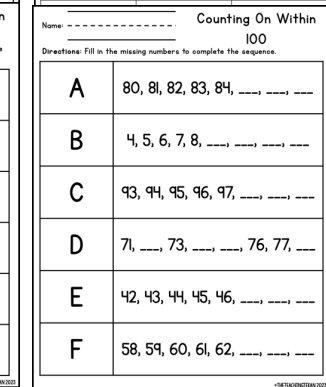 n
Name:
Counting On Within
100
Directions: Fill in the missing numbers to complete the sequence.
A 80, 81, 82, 83, 84, ___, ___, ___
B 4, 5, 6, 7, 8, ___, ___, ___, ___
C 93, 94, 95, 96, 97, ___, ___, ___
D 71, ___, 73, ___, ___, 76, 77, ___
E 42, 43, 44, 45, 46, ___, ___, ___
F 58, 59, 60, 61, 62, ___, ___, ___
AN 2023
©THETEACHINGTEXAN 2023